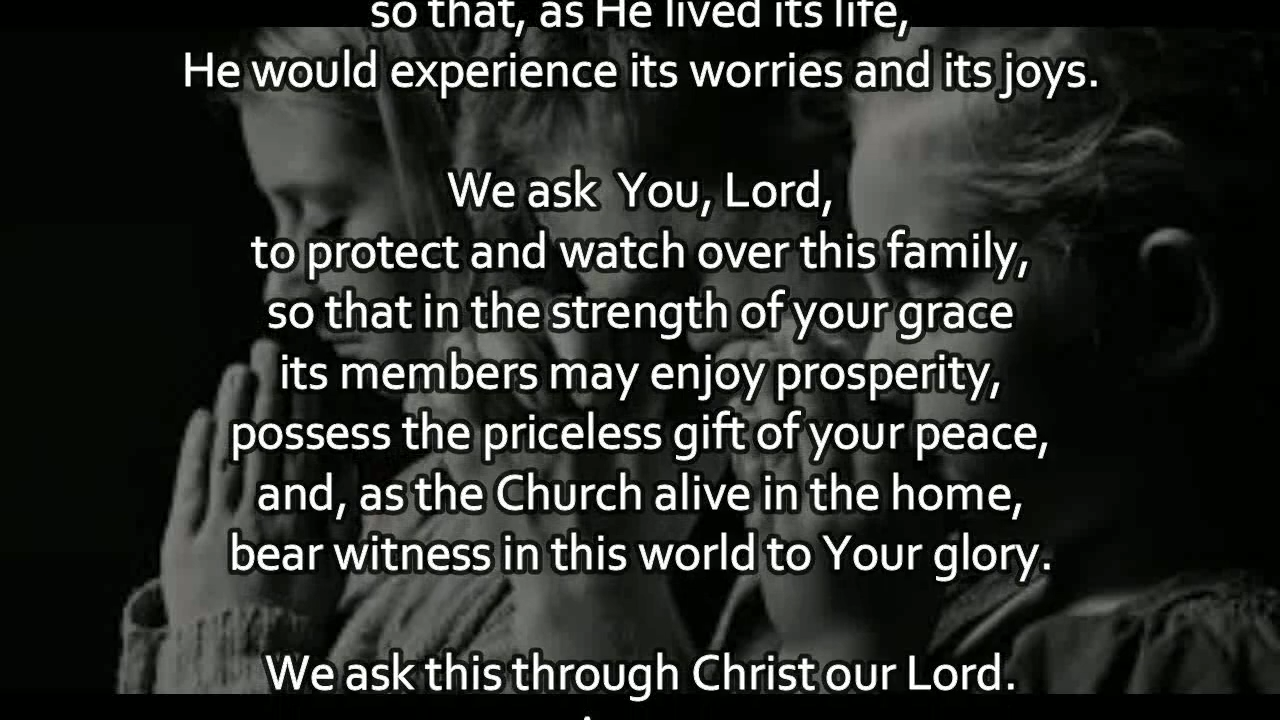 so that, as He lived its life,
He would experience its worries and its joys.
We ask You, Lord,
to protect and watch over this family,
so that in the strength of your grace
its members may enjoy prosperity,
possess the priceless gift of your peace,
and, as the Church alive in the home,
bear witness in this world to Your glory.
We ask this through Christ our Lord.